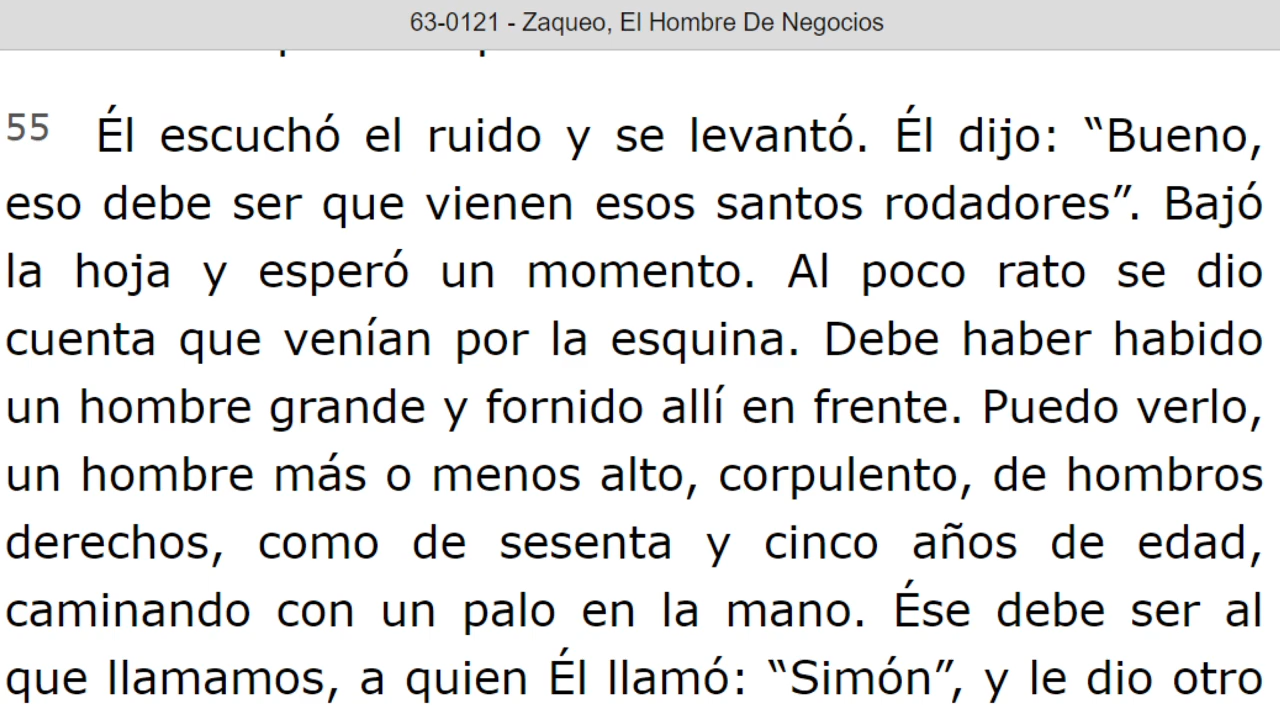 63-0121 - Zaqueo, El Hombre De Negocios
55 Él escuchó el ruido y se levantó. Él dijo: “Bueno,
eso debe ser que vienen esos santos rodadores”. Bajó
la hoja y esperó un momento. Al poco rato se dio
cuenta que venían por la esquina. Debe haber habido
un hombre grande y fornido allí en frente. Puedo verlo,
un hombre más o menos alto, corpulento, de hombros
derechos, como de sesenta y cinco años de edad,
caminando con un palo en la mano. Ése debe ser al
que llamamos, a quien Él llamó: “Simón”, y le dio otro